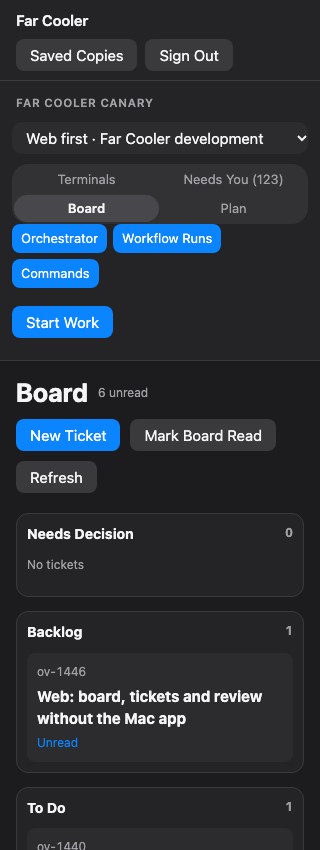 Far Cooler
Saved Copies Sign Out
FAR COOLER CANARY
Web first · Far Cooler development
Terminals Needs You (123)
Board Plan
Orchestrator Workflow Runs
Commands
Start Work
Board 6 unread
New Ticket Mark Board Read
Refresh
Needs Decision 0
No tickets
Backlog 1
ov-1446
Web: board, tickets and review
without the Mac app
Unread
To Do 1
ov-1440